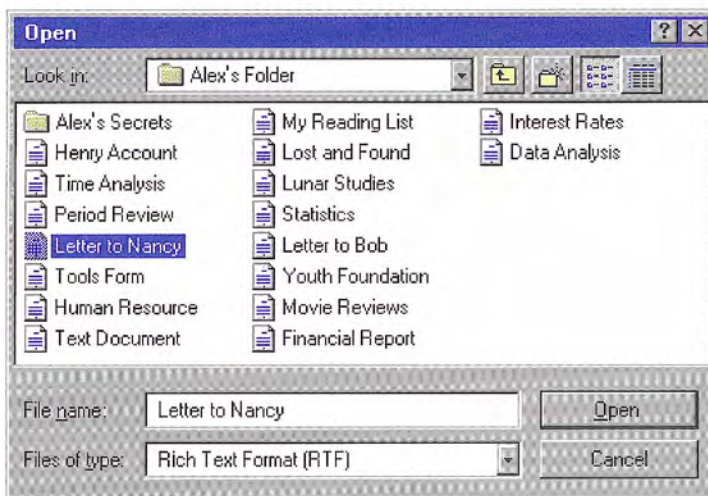 Open
Look in: Alex's Folder
Alex's Secrets
Henry Account
Time Analysis
Period Review
Letter to Nancy
Tools Form
Human Resource
Text Document
My Reading List
Lost and Found
Lunar Studies
Statistics
Letter to Bob
Youth Foundation
Movie Reviews
Financial Report
Interest Rates
Data Analysis
File name: Letter to Nancy Open
Files of type: Rich Text Format (RTF) Cancel